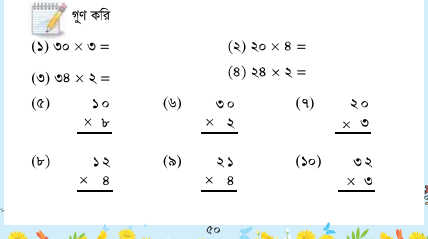 গুণ করি
(১) ৩০ × ৩ = (২) ২০ × ৪ =
(৩) ৩৪ × ২ = (৪) ২৪ × ২ =
(৫) ১০ (৬) ৩০ (৭) ২০
× ৮ × ২ × ৩
(৮) ১২ (৯) ২১ (১০) ৩২
× ৪ × ৪ × ৩
৫০